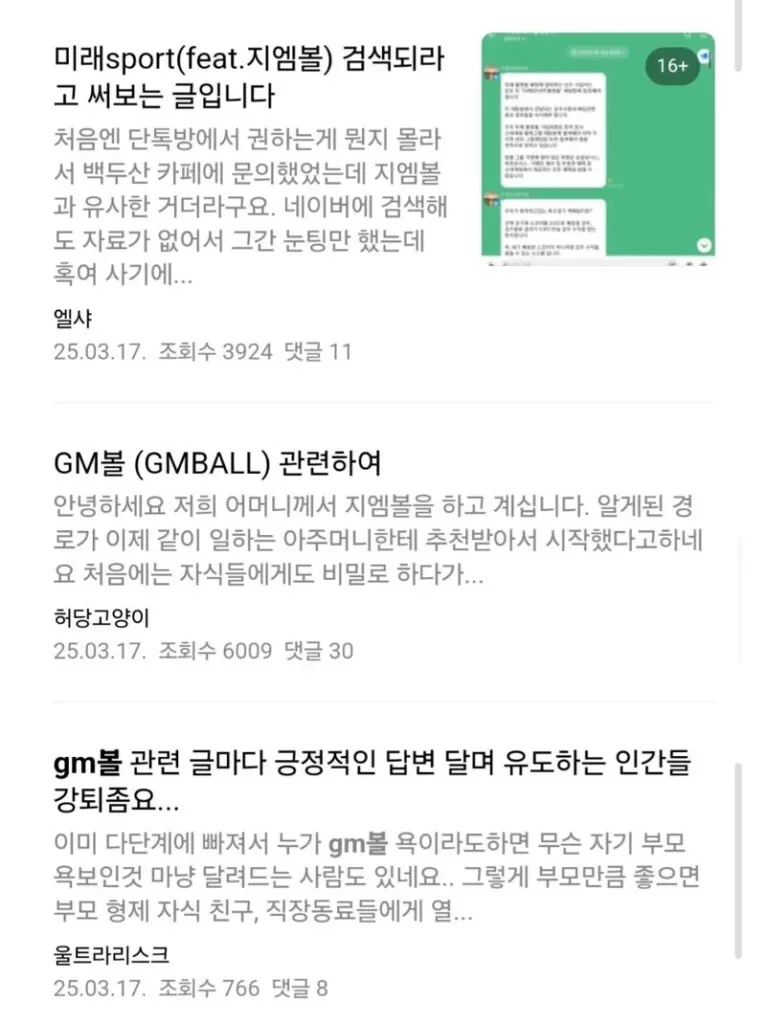 미래sport(feat.지엠볼) 검색되라
고 써보는 글입니다
처음엔 단톡방에서 권하는게 뭔지 몰라
서 백두산 카페에 문의했었는데 지엠볼
과 유사한 거더라구요. 네이버에 검색해
도 자료가 없어서 그간 눈팅만 했는데
혹여 사기에...
엘샤
25.03.17. 조회수 3924 댓글 11
16+
GM볼 (GMBALL) 관련하여
안녕하세요 저희 어머니께서 지엠볼을 하고 계십니다. 알게된 경
로가 이제 같이 일하는 아주머니한테 추천받아서 시작했다고하네
요 처음에는 자식들에게도 비밀로 하다가...
허당고양이
25.03.17. 조회수 6009 댓글 30
gm볼 관련 글마다 긍정적인 답변 달며 유도하는 인간들
강퇴좀요...
이미 다단계에 빠져서 누가 gm볼 욕이라도하면 무슨 자기 부모
욕보인것 마냥 달려드는 사람도 있네요.. 그렇게 부모만큼 좋으면
부모 형제 자식 친구, 직장동료들에게 열...
울트라리스크
25.03.17. 조회수 766 댓글 8